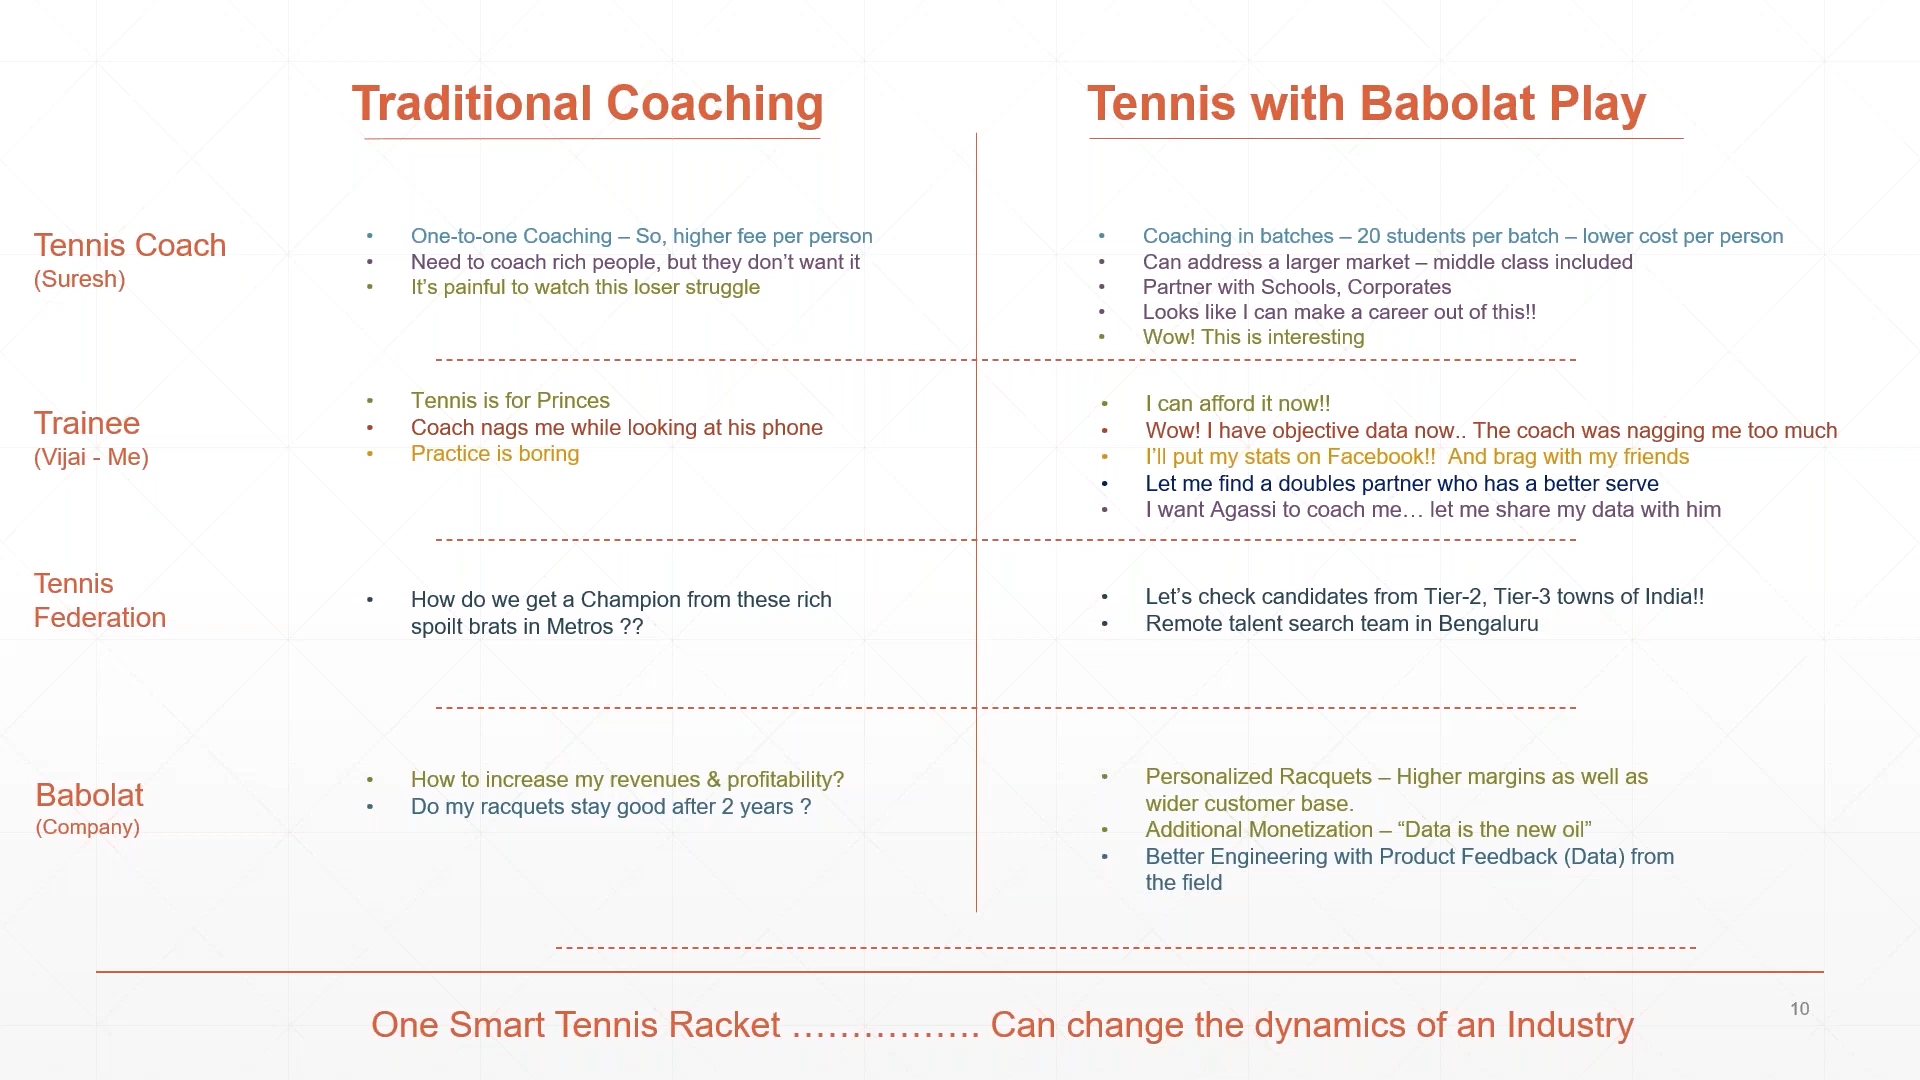 Traditional Coaching
Tennis with Babolat Play
Tennis Coach
(Suresh)
• One-to-one Coaching – So, higher fee per person
• Need to coach rich people, but they don’t want it
• It’s painful to watch this loser struggle
• Coaching in batches – 20 students per batch – lower cost per person
• Can address a larger market – middle class included
• Partner with Schools, Corporates
• Looks like I can make a career out of this!!
• Wow! This is interesting
Trainee
(Vijai - Me)
• Tennis is for Princes
• Coach nags me while looking at his phone
• Practice is boring
• I can afford it now!!
• Wow! I have objective data now.. The coach was nagging me too much
• I’ll put my stats on Facebook!!  And brag with my friends
• Let me find a doubles partner who has a better serve
• I want Agassi to coach me… let me share my data with him
Tennis
Federation
• How do we get a Champion from these rich
spoilt brats in Metros ??
• Let’s check candidates from Tier-2, Tier-3 towns of India!!
• Remote talent search team in Bengaluru
Babolat
(Company)
• How to increase my revenues & profitability?
• Do my racquets stay good after 2 years ?
• Personalized Racquets – Higher margins as well as
wider customer base.
• Additional Monetization – “Data is the new oil”
• Better Engineering with Product Feedback (Data) from
the field
10
One Smart Tennis Racket ……………. Can change the dynamics of an Industry